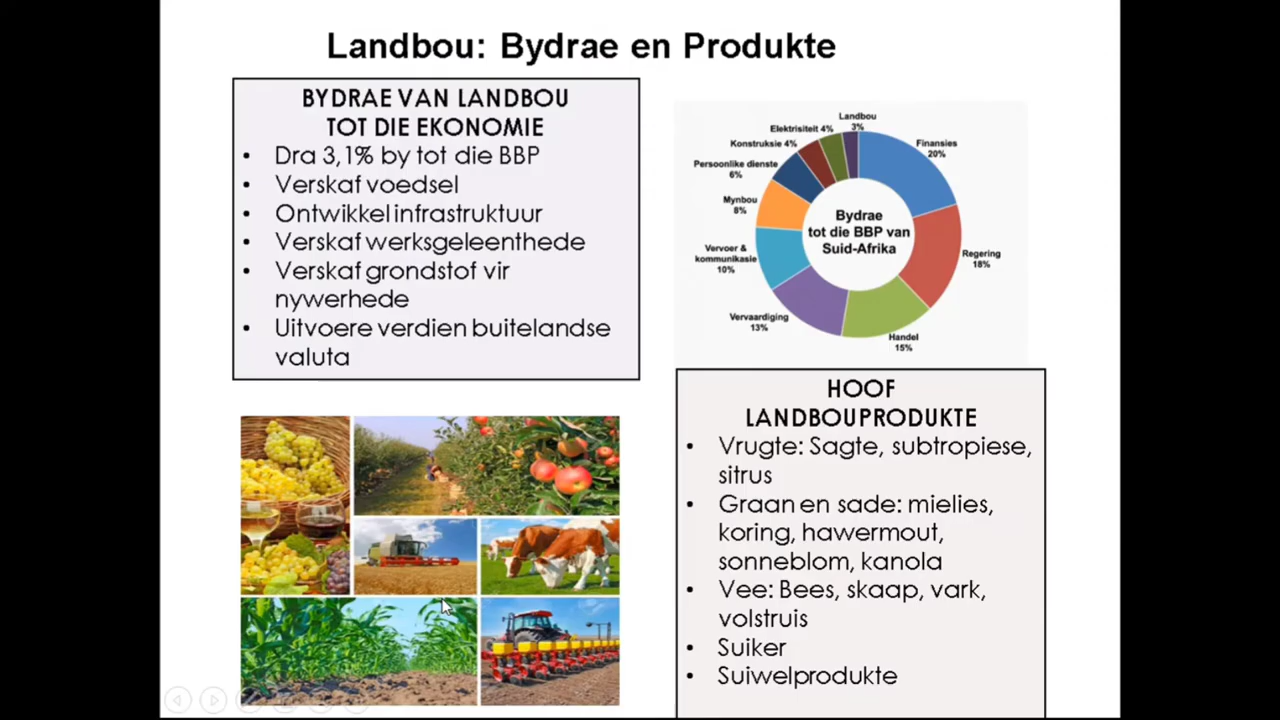 Landbou: Bydrae en Produkte
BYDRAE VAN LANDBOU
TOT DIE EKONOMIE
• Dra 3,1% by tot die BBP
• Verskaf voedsel
• Ontwikkel infrastruktuur
• Verskaf werksgeleenthede
• Verskaf grondstof vir
nywerhede
• Uitvoere verdien buitelandse
valuta
Landbou
3%
Elektrisiteit 4%
Konstruksie 4%
Persoonlike dienste
6%
Mynbou
8%
Vervoer &
kommunikasie
10%
Vervaardiging
13%
Handel
15%
Regering
18%
Finansies
20%
Bydrae
tot die BBP van
Suid-Afrika
HOOF
LANDBOUPRODUKTE
• Vrugte: Sagte, subtropiese,
sitrus
• Graan en sade: mielies,
koring, hawermout,
sonneblom, kanola
• Vee: Bees, skaap, vark,
volstruis
• Suiker
• Suiwelprodukte